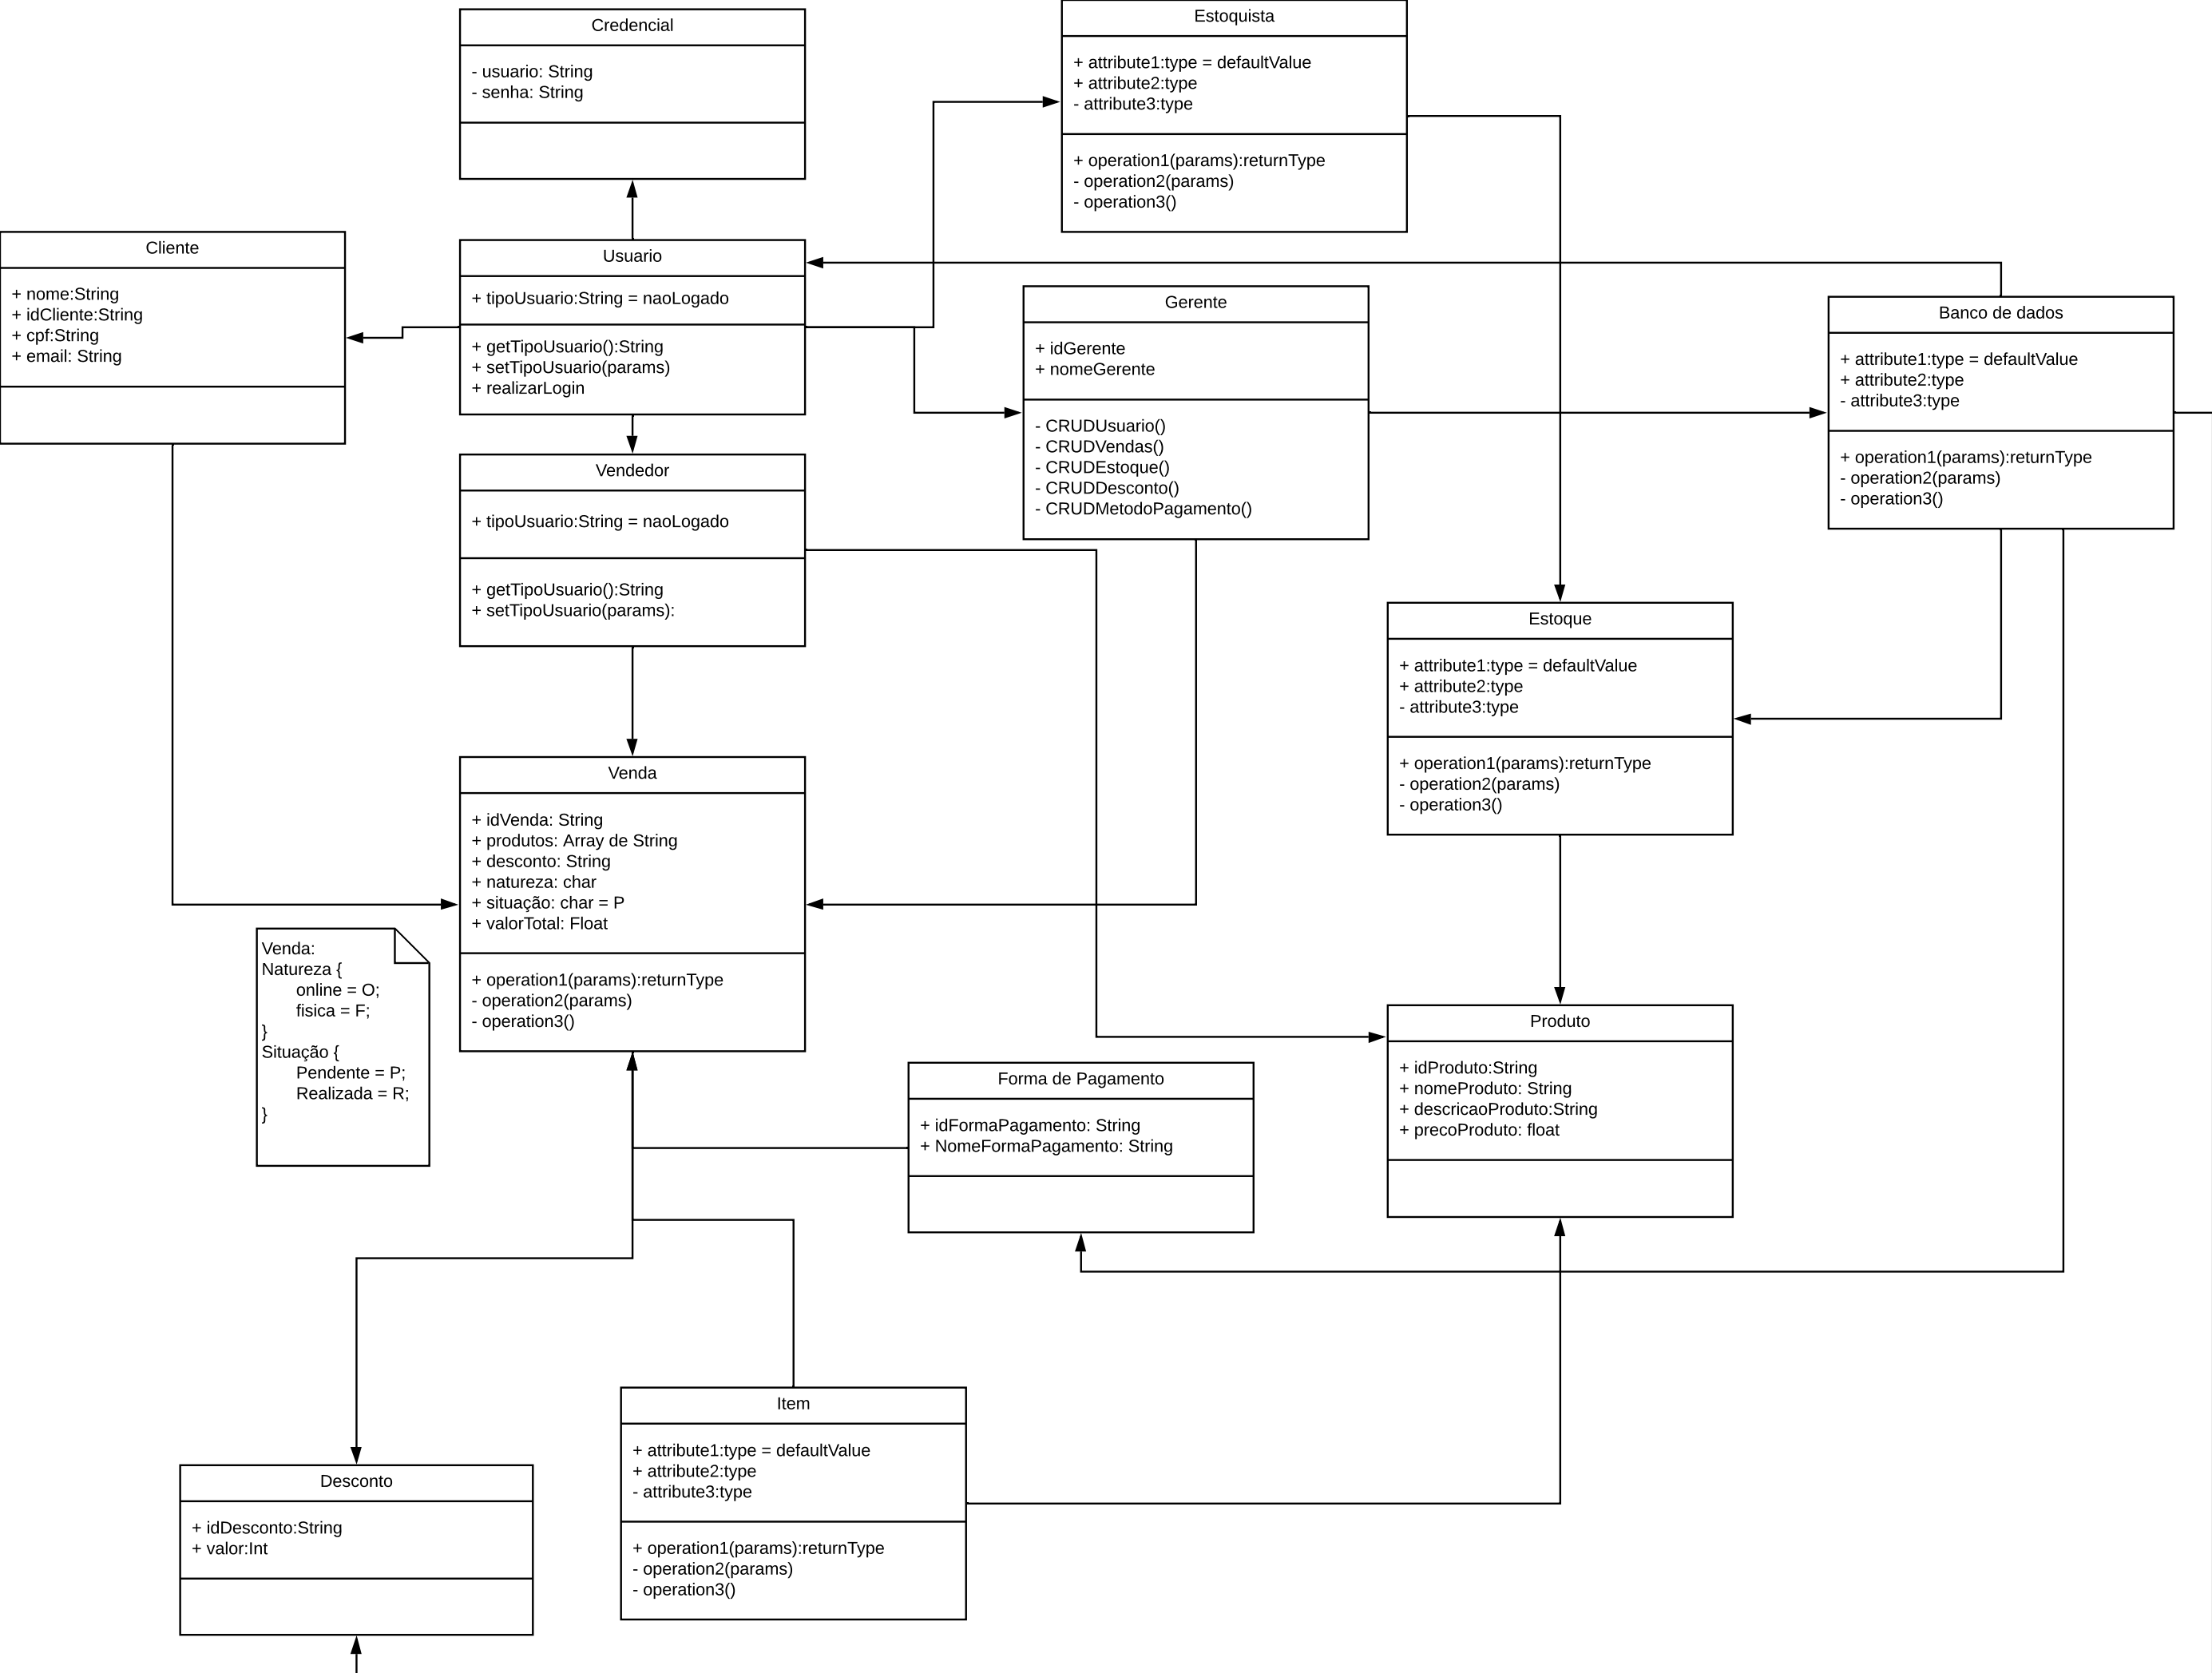 Credencial
- usuario: String
- senha: String
Estoquista
+ attribute1:type = defaultValue
+ attribute2:type
- attribute3:type
+ operation1(params):returnType
- operation2(params)
- operation3()
Cliente
+ nome:String
+ idCliente:String
+ cpf:String
+ email: String
Usuario
+ tipoUsuario:String = naoLogado
+ getTipoUsuario():String
+ setTipoUsuario(params)
+ realizarLogin
Gerente
+ idGerente
+ nomeGerente
- CRUDUsuario()
- CRUDVendas()
- CRUDEstoque()
- CRUDDesconto()
- CRUDMetodoPagamento()
Banco de dados
+ attribute1:type = defaultValue
+ attribute2:type
- attribute3:type
+ operation1(params):returnType
- operation2(params)
- operation3()
Vendedor
+ tipoUsuario:String = naoLogado
+ getTipoUsuario():String
+ setTipoUsuario(params):
Estoque
+ attribute1:type = defaultValue
+ attribute2:type
- attribute3:type
+ operation1(params):returnType
- operation2(params)
- operation3()
Venda
+ idVenda: String
+ produtos: Array de String
+ desconto: String
+ natureza: char
+ situação: char = P
+ valorTotal: Float
+ operation1(params):returnType
- operation2(params)
- operation3()
Venda:
Natureza {
online = O;
fisica = F;
}
Situação {
Pendente = P;
Realizada = R;
}
Produto
+ idProduto:String
+ nomeProduto: String
+ descricaoProduto:String
+ precoProduto: float
Forma de Pagamento
+ idFormaPagamento: String
+ NomeFormaPagamento: String
Item
+ attribute1:type = defaultValue
+ attribute2:type
- attribute3:type
+ operation1(params):returnType
- operation2(params)
- operation3()
Desconto
+ idDesconto:String
+ valor:Int